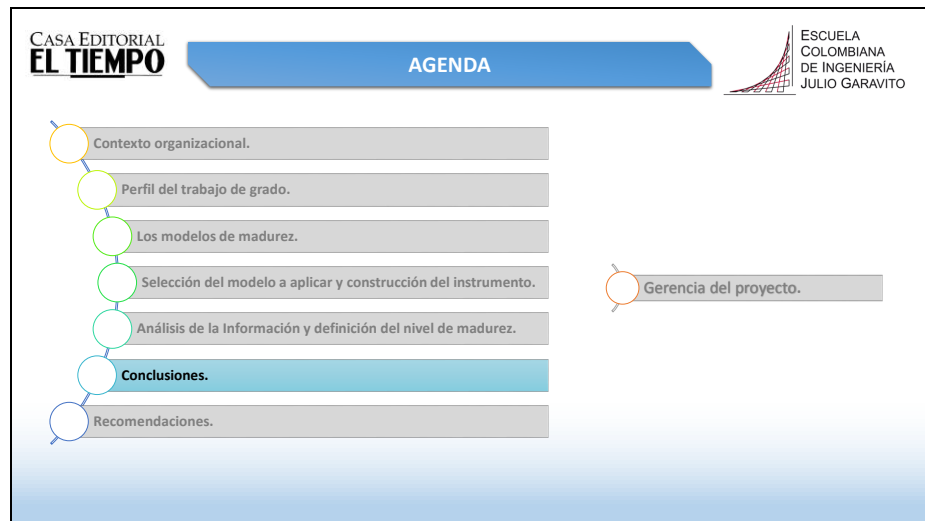 CASA EDITORIAL
EL TIEMPO
AGENDA
ESCUELA
COLOMBIANA
DE INGENIERÍA
JULIO GARAVITO
Contexto organizacional.
Perfil del trabajo de grado.
Los modelos de madurez.
Selección del modelo a aplicar y construcción del instrumento.
Análisis de la Información y definición del nivel de madurez.
Conclusiones.
Recomendaciones.
Gerencia del proyecto.